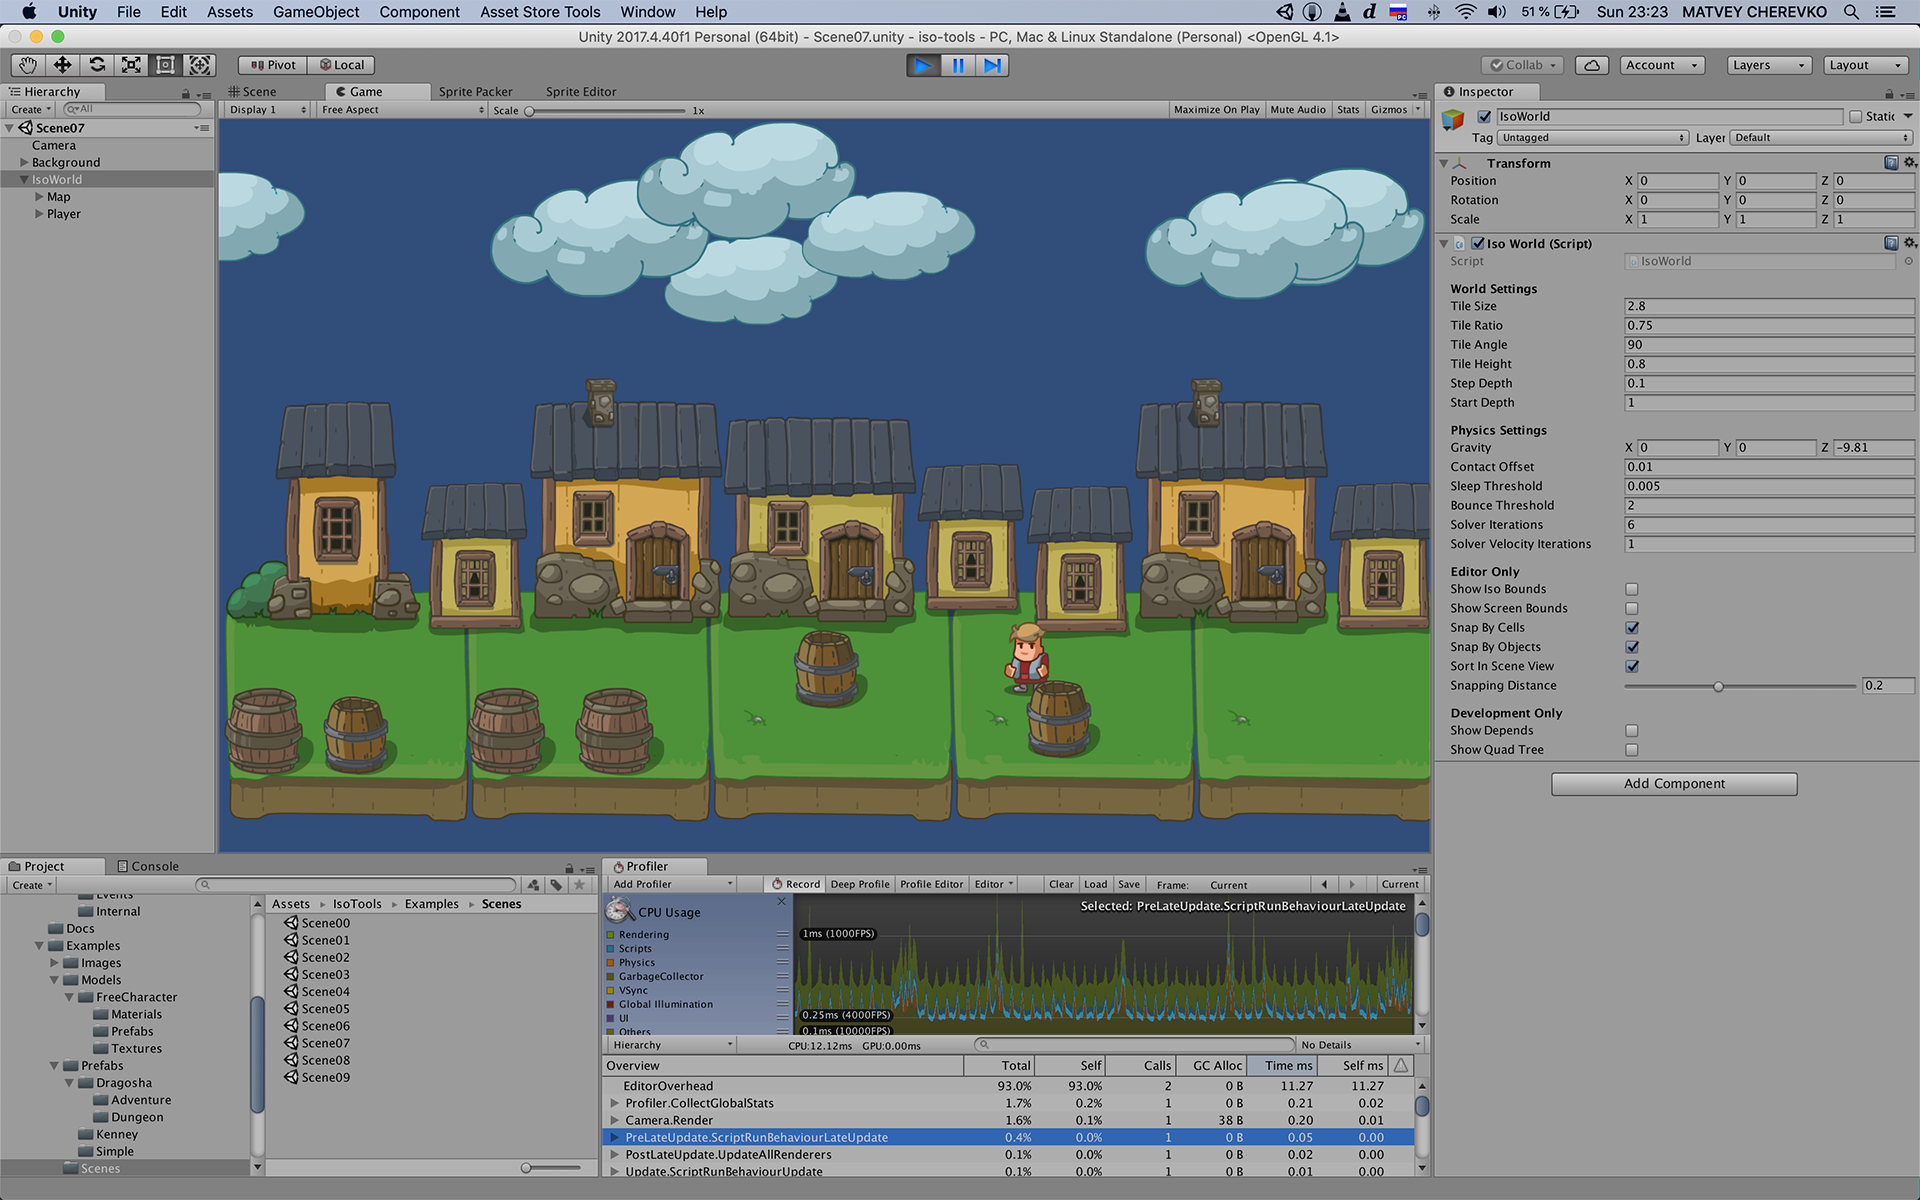 Unity File Edit Assets GameObject Component Asset Store Tools Window Help 51% Sun 23:23 MATVEY CHEREVKO
Unity 2017.4.40f1 Personal (64bit) - Scene07.unity - iso-tools - PC, Mac & Linux Standalone (Personal) <OpenGL 4.1>
Pivot Local Collab Account Layers Layout
Hierarchy
Create All
Scene07
Camera
Background
IsoWorld
Map
Player
Scene Game Sprite Packer Sprite Editor
Display 1 Free Aspect Scale 1x Maximize On Play Mute Audio Stats Gizmos
Inspector
IsoWorld Static
Tag Untagged Layer Default
Transform
Position X 0 Y 0 Z 0
Rotation X 0 Y 0 Z 0
Scale X 1 Y 1 Z 1
Iso World (Script)
Script IsoWorld
World Settings
Tile Size 2.8
Tile Ratio 0.75
Tile Angle 90
Tile Height 0.8
Step Depth 0.1
Start Depth 1
Physics Settings
Gravity X 0 Y 0 Z -9.81
Contact Offset 0.01
Sleep Threshold 0.005
Bounce Threshold 2
Solver Iterations 6
Solver Velocity Iterations 1
Editor Only
Show Iso Bounds
Show Screen Bounds
Snap By Cells
Snap By Objects
Sort In Scene View
Snapping Distance 0.2
Development Only
Show Depends
Show Quad Tree
Add Component
Project Console
Create
Events
Internal
Docs
Examples
Images
Models
FreeCharacter
Materials
Prefabs
Textures
Prefabs
Dragosha
Adventure
Dungeon
Kenney
Simple
Scenes
Assets IsoTools Examples Scenes
Scene00
Scene01
Scene02
Scene03
Scene04
Scene05
Scene06
Scene07
Scene08
Scene09
Profiler
Add Profiler Record Deep Profile Profile Editor Editor Clear Load Save Frame: Current Current
CPU Usage
Rendering
Scripts
Physics
GarbageCollector
VSync
Global Illumination
UI
Others
Selected: PreLateUpdate.ScriptRunBehaviourLateUpdate
1ms (1000FPS)
0.25ms (4000FPS)
0.1ms (10000FPS)
Hierarchy CPU:12.12ms GPU:0.00ms No Details
Overview Total Self Calls GC Alloc Time ms Self ms
EditorOverhead 93.0% 93.0% 2 0 B 11.27 11.27
Profiler.CollectGlobalStats 1.7% 0.2% 1 0 B 0.21 0.02
Camera.Render 1.6% 0.1% 1 38 B 0.20 0.01
PreLateUpdate.ScriptRunBehaviourLateUpdate 0.4% 0.0% 1 0 B 0.05 0.00
PostLateUpdate.UpdateAllRenderers 0.1% 0.0% 1 0 B 0.02 0.00
Update.ScriptRunBehaviourUpdate 0.1% 0.0% 1 0 B 0.01 0.00